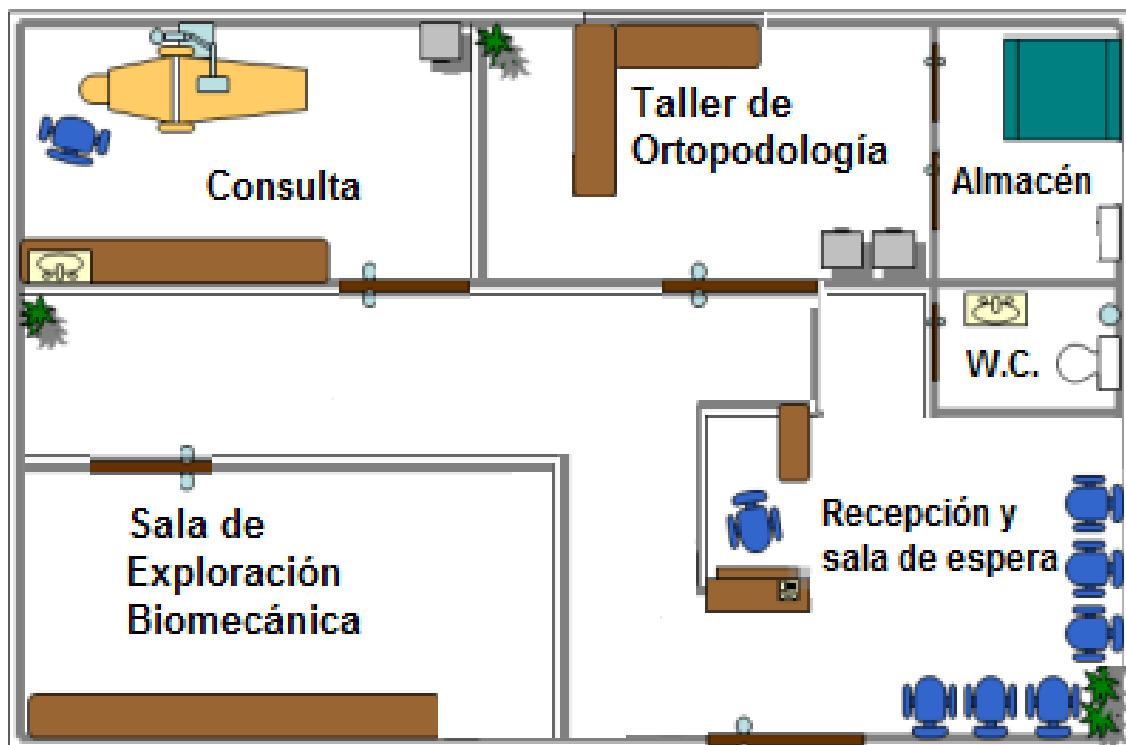 Consulta
Taller de
Ortopodología
Almacén
W.C.
Sala de
Exploración
Biomecánica
Recepción y
sala de espera